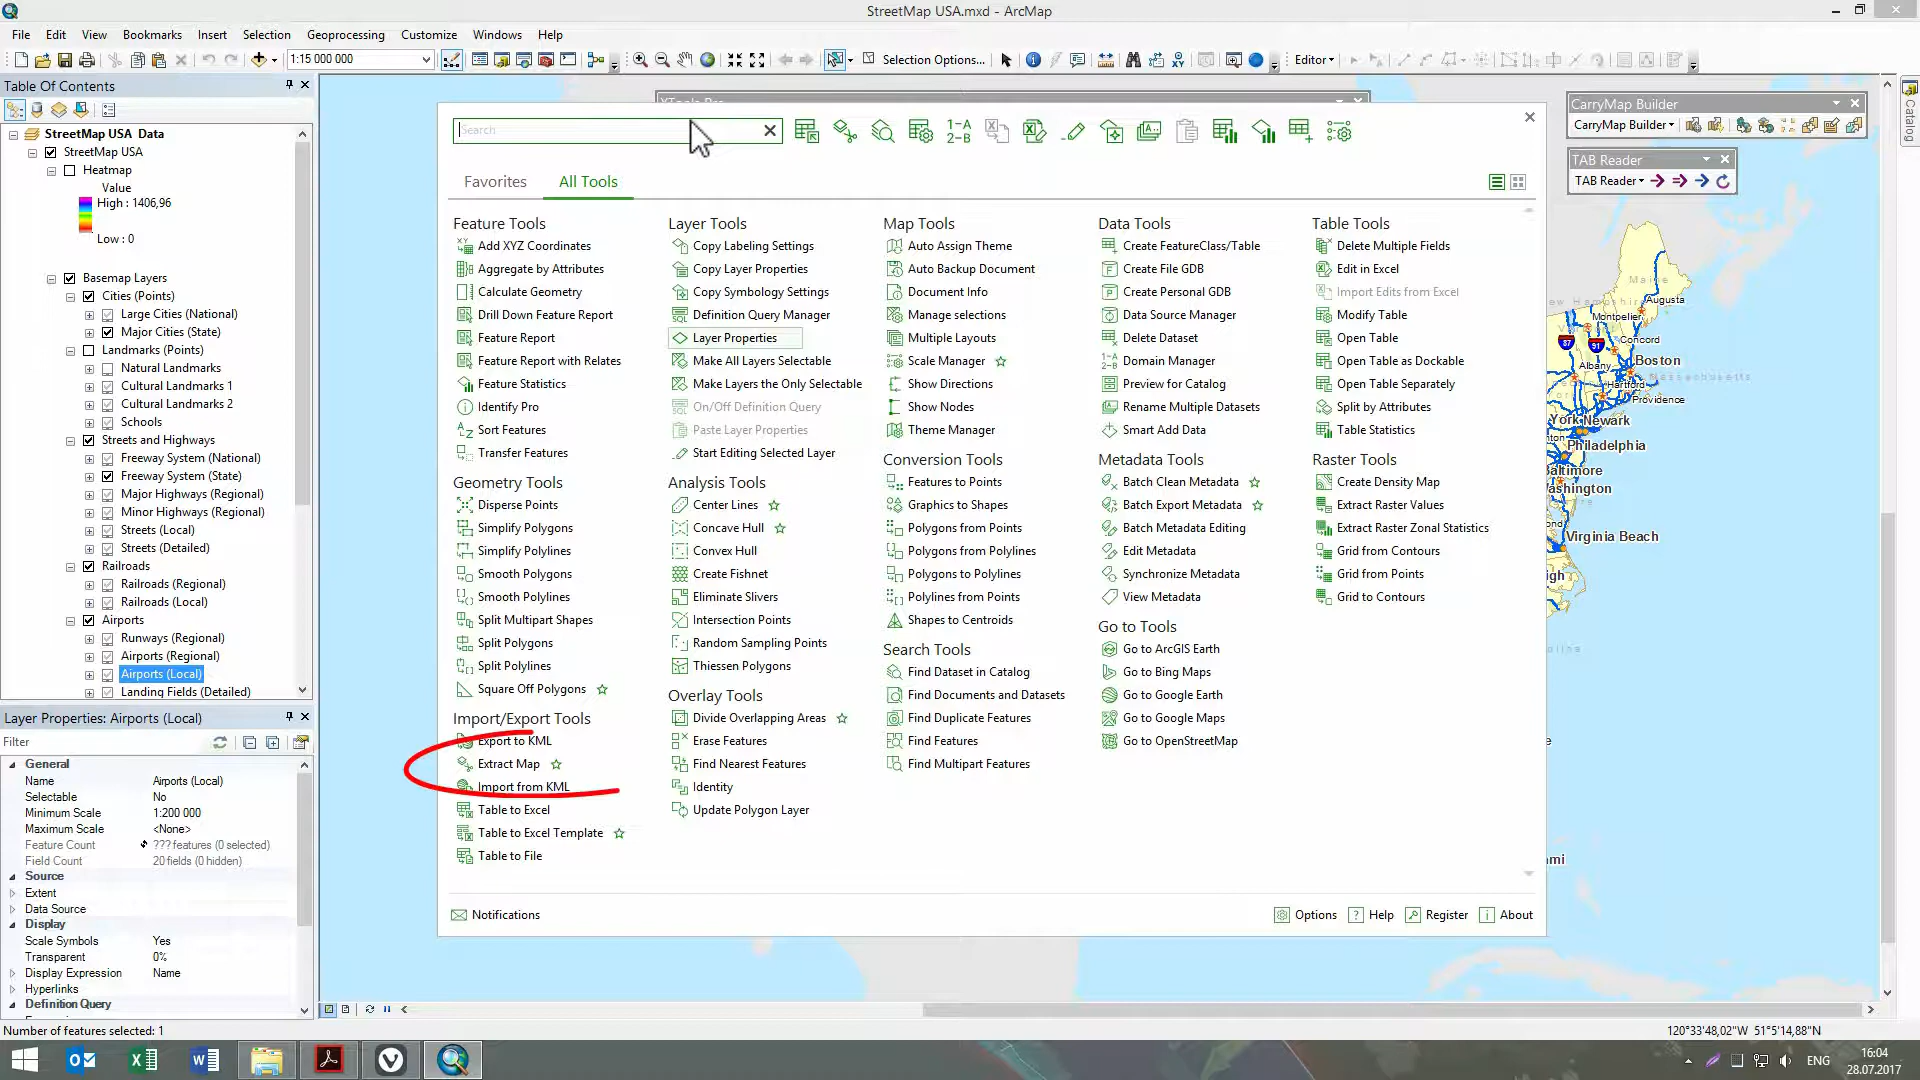 StreetMap USA.mxd - ArcMap
File Edit View Bookmarks Insert Selection Geoprocessing Customize Windows Help
1:15 000 000
Selection Options...
Editor
Table Of Contents
StreetMap USA Data
StreetMap USA
Heatmap
Value
High : 1406,96
Low : 0
Basemap Layers
Cities (Points)
Large Cities (National)
Major Cities (State)
Landmarks (Points)
Natural Landmarks
Cultural Landmarks 1
Cultural Landmarks 2
Schools
Streets and Highways
Freeway System (National)
Freeway System (State)
Major Highways (Regional)
Minor Highways (Regional)
Streets (Local)
Streets (Detailed)
Railroads
Railroads (Regional)
Railroads (Local)
Airports
Runways (Regional)
Airports (Regional)
Airports (Local)
Landing Fields (Detailed)
Layer Properties: Airports (Local)
Filter
General
Name Airports (Local)
Selectable No
Minimum Scale 1:200 000
Maximum Scale <None>
Feature Count ??? features (0 selected)
Field Count 20 fields (0 hidden)
Source
Extent
Data Source
Display
Scale Symbols Yes
Transparent 0%
Display Expression Name
Hyperlinks
Definition Query
Search
1-A
2-B
Favorites
All Tools
Feature Tools
Add XYZ Coordinates
Aggregate by Attributes
Calculate Geometry
Drill Down Feature Report
Feature Report
Feature Report with Relates
Feature Statistics
Identify Pro
Sort Features
Transfer Features
Geometry Tools
Disperse Points
Simplify Polygons
Simplify Polylines
Smooth Polygons
Smooth Polylines
Split Multipart Shapes
Split Polygons
Split Polylines
Square Off Polygons
Import/Export Tools
Export to KML
Extract Map
Import from KML
Table to Excel
Table to Excel Template
Table to File
Layer Tools
Copy Labeling Settings
Copy Layer Properties
Copy Symbology Settings
Definition Query Manager
Layer Properties
Make All Layers Selectable
Make Layers the Only Selectable
On/Off Definition Query
Paste Layer Properties
Start Editing Selected Layer
Analysis Tools
Center Lines
Concave Hull
Convex Hull
Create Fishnet
Eliminate Slivers
Intersection Points
Random Sampling Points
Thiessen Polygons
Overlay Tools
Divide Overlapping Areas
Erase Features
Find Nearest Features
Identity
Update Polygon Layer
Map Tools
Auto Assign Theme
Auto Backup Document
Document Info
Manage selections
Multiple Layouts
Scale Manager
Show Directions
Show Nodes
Theme Manager
Conversion Tools
Features to Points
Graphics to Shapes
Polygons from Points
Polygons from Polylines
Polygons to Polylines
Polylines from Points
Shapes to Centroids
Search Tools
Find Dataset in Catalog
Find Documents and Datasets
Find Duplicate Features
Find Features
Find Multipart Features
Data Tools
Create FeatureClass/Table
Create File GDB
Create Personal GDB
Data Source Manager
Delete Dataset
Domain Manager
Preview for Catalog
Rename Multiple Datasets
Smart Add Data
Metadata Tools
Batch Clean Metadata
Batch Export Metadata
Batch Metadata Editing
Edit Metadata
Synchronize Metadata
View Metadata
Go to Tools
Go to ArcGIS Earth
Go to Bing Maps
Go to Google Earth
Go to Google Maps
Go to OpenStreetMap
Table Tools
Delete Multiple Fields
Edit in Excel
Import Edits from Excel
Modify Table
Open Table
Open Table as Dockable
Open Table Separately
Split by Attributes
Table Statistics
Raster Tools
Create Density Map
Extract Raster Values
Extract Raster Zonal Statistics
Grid from Contours
Grid from Points
Grid to Contours
Notifications
Options
Help
Register
About
CarryMap Builder
CarryMap Builder
TAB Reader
TAB Reader
Catalog
Maine
Augusta
Montpelier
87
91
Concord
Boston
Albany
Massachusetts
Hartford
Providence
York Newark
Philadelphia
Baltimore
Washington
Virginia Beach
Number of features selected: 1
120°33'48,02"W 51°5'14,88"N
ENG
16:04
28.07.2017